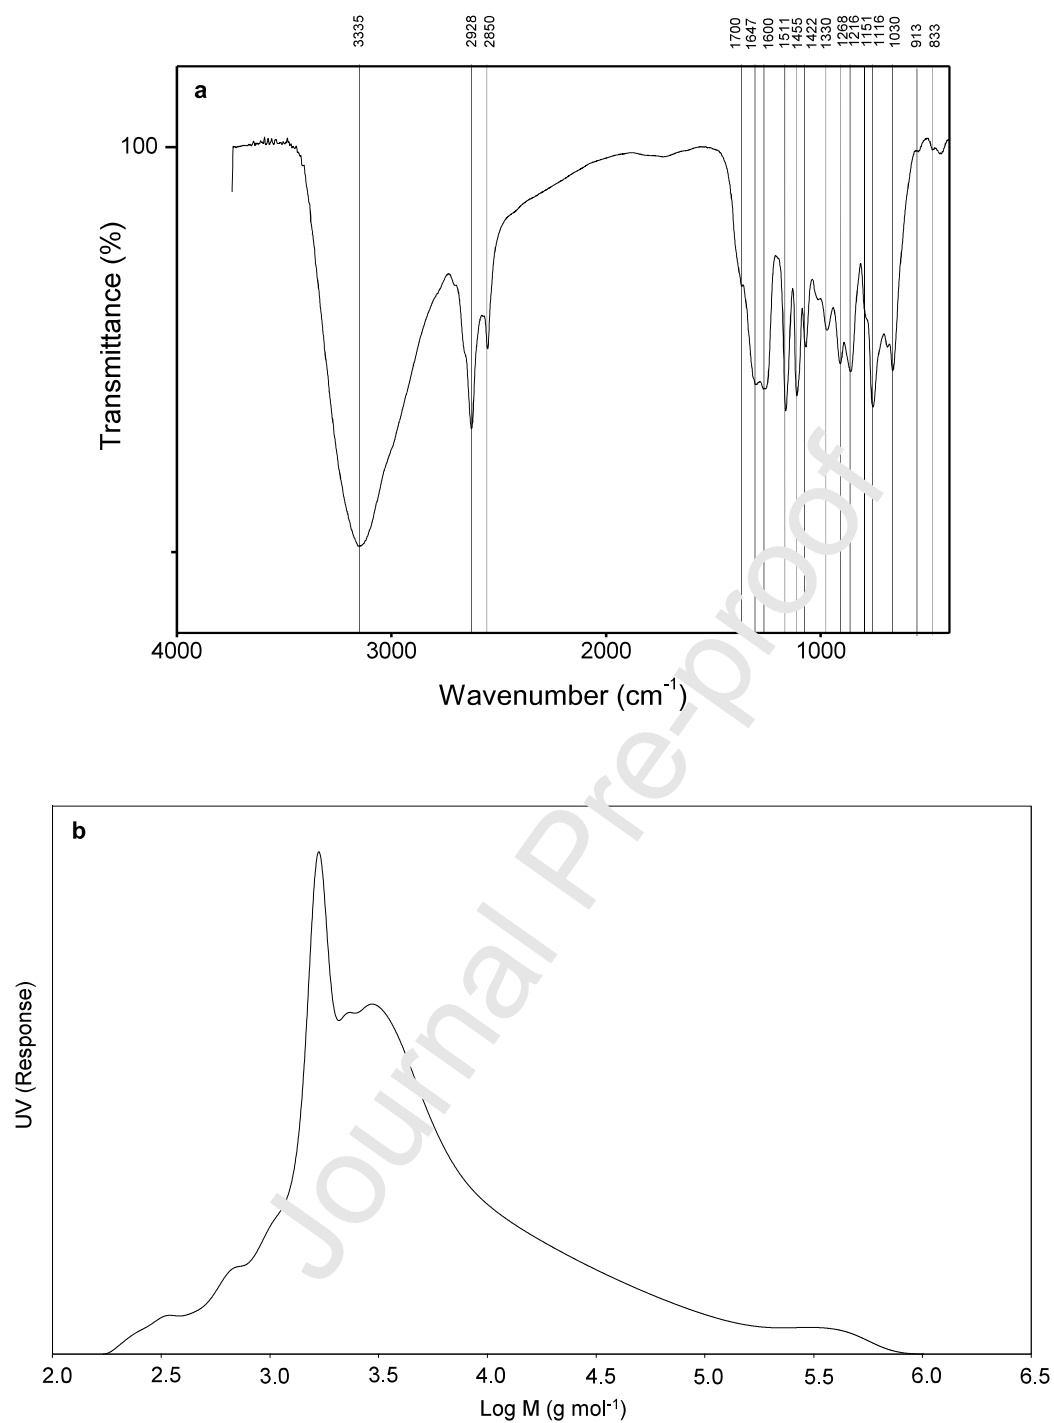 3335 2928 2850 1700 1647 1600 1511 1455 1422 1330 1268 1216 1151 1116 1030 913 833
a
100
Transmittance (%)
4000 3000 2000 1000
Wavenumber (cm-1)
Journal Pre-proof
b
UV (Response)
2.0 2.5 3.0 3.5 4.0 4.5 5.0 5.5 6.0 6.5
Log M (g mol-1)